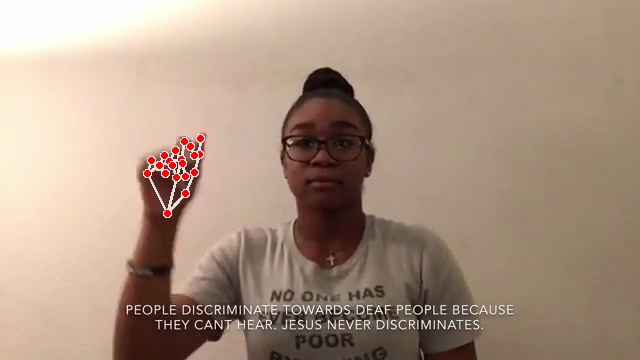 NO ONE HAS
POOR
PEOPLE DISCRIMINATE TOWARDS DEAF PEOPLE BECAUSE
THEY CANT HEAR. JESUS NEVER DISCRIMINATES.